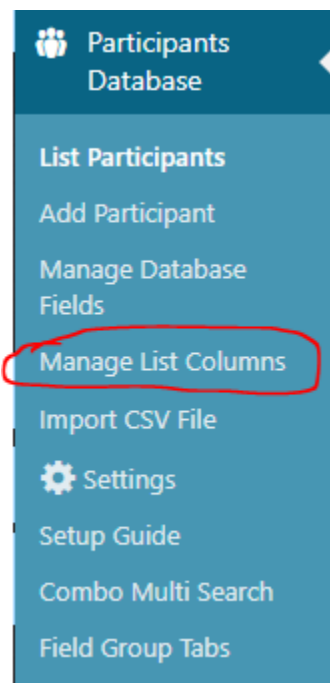 Participants
Database
List Participants
Add Participant
Manage Database
Fields
Manage List Columns
Import CSV File
Settings
Setup Guide
Combo Multi Search
Field Group Tabs